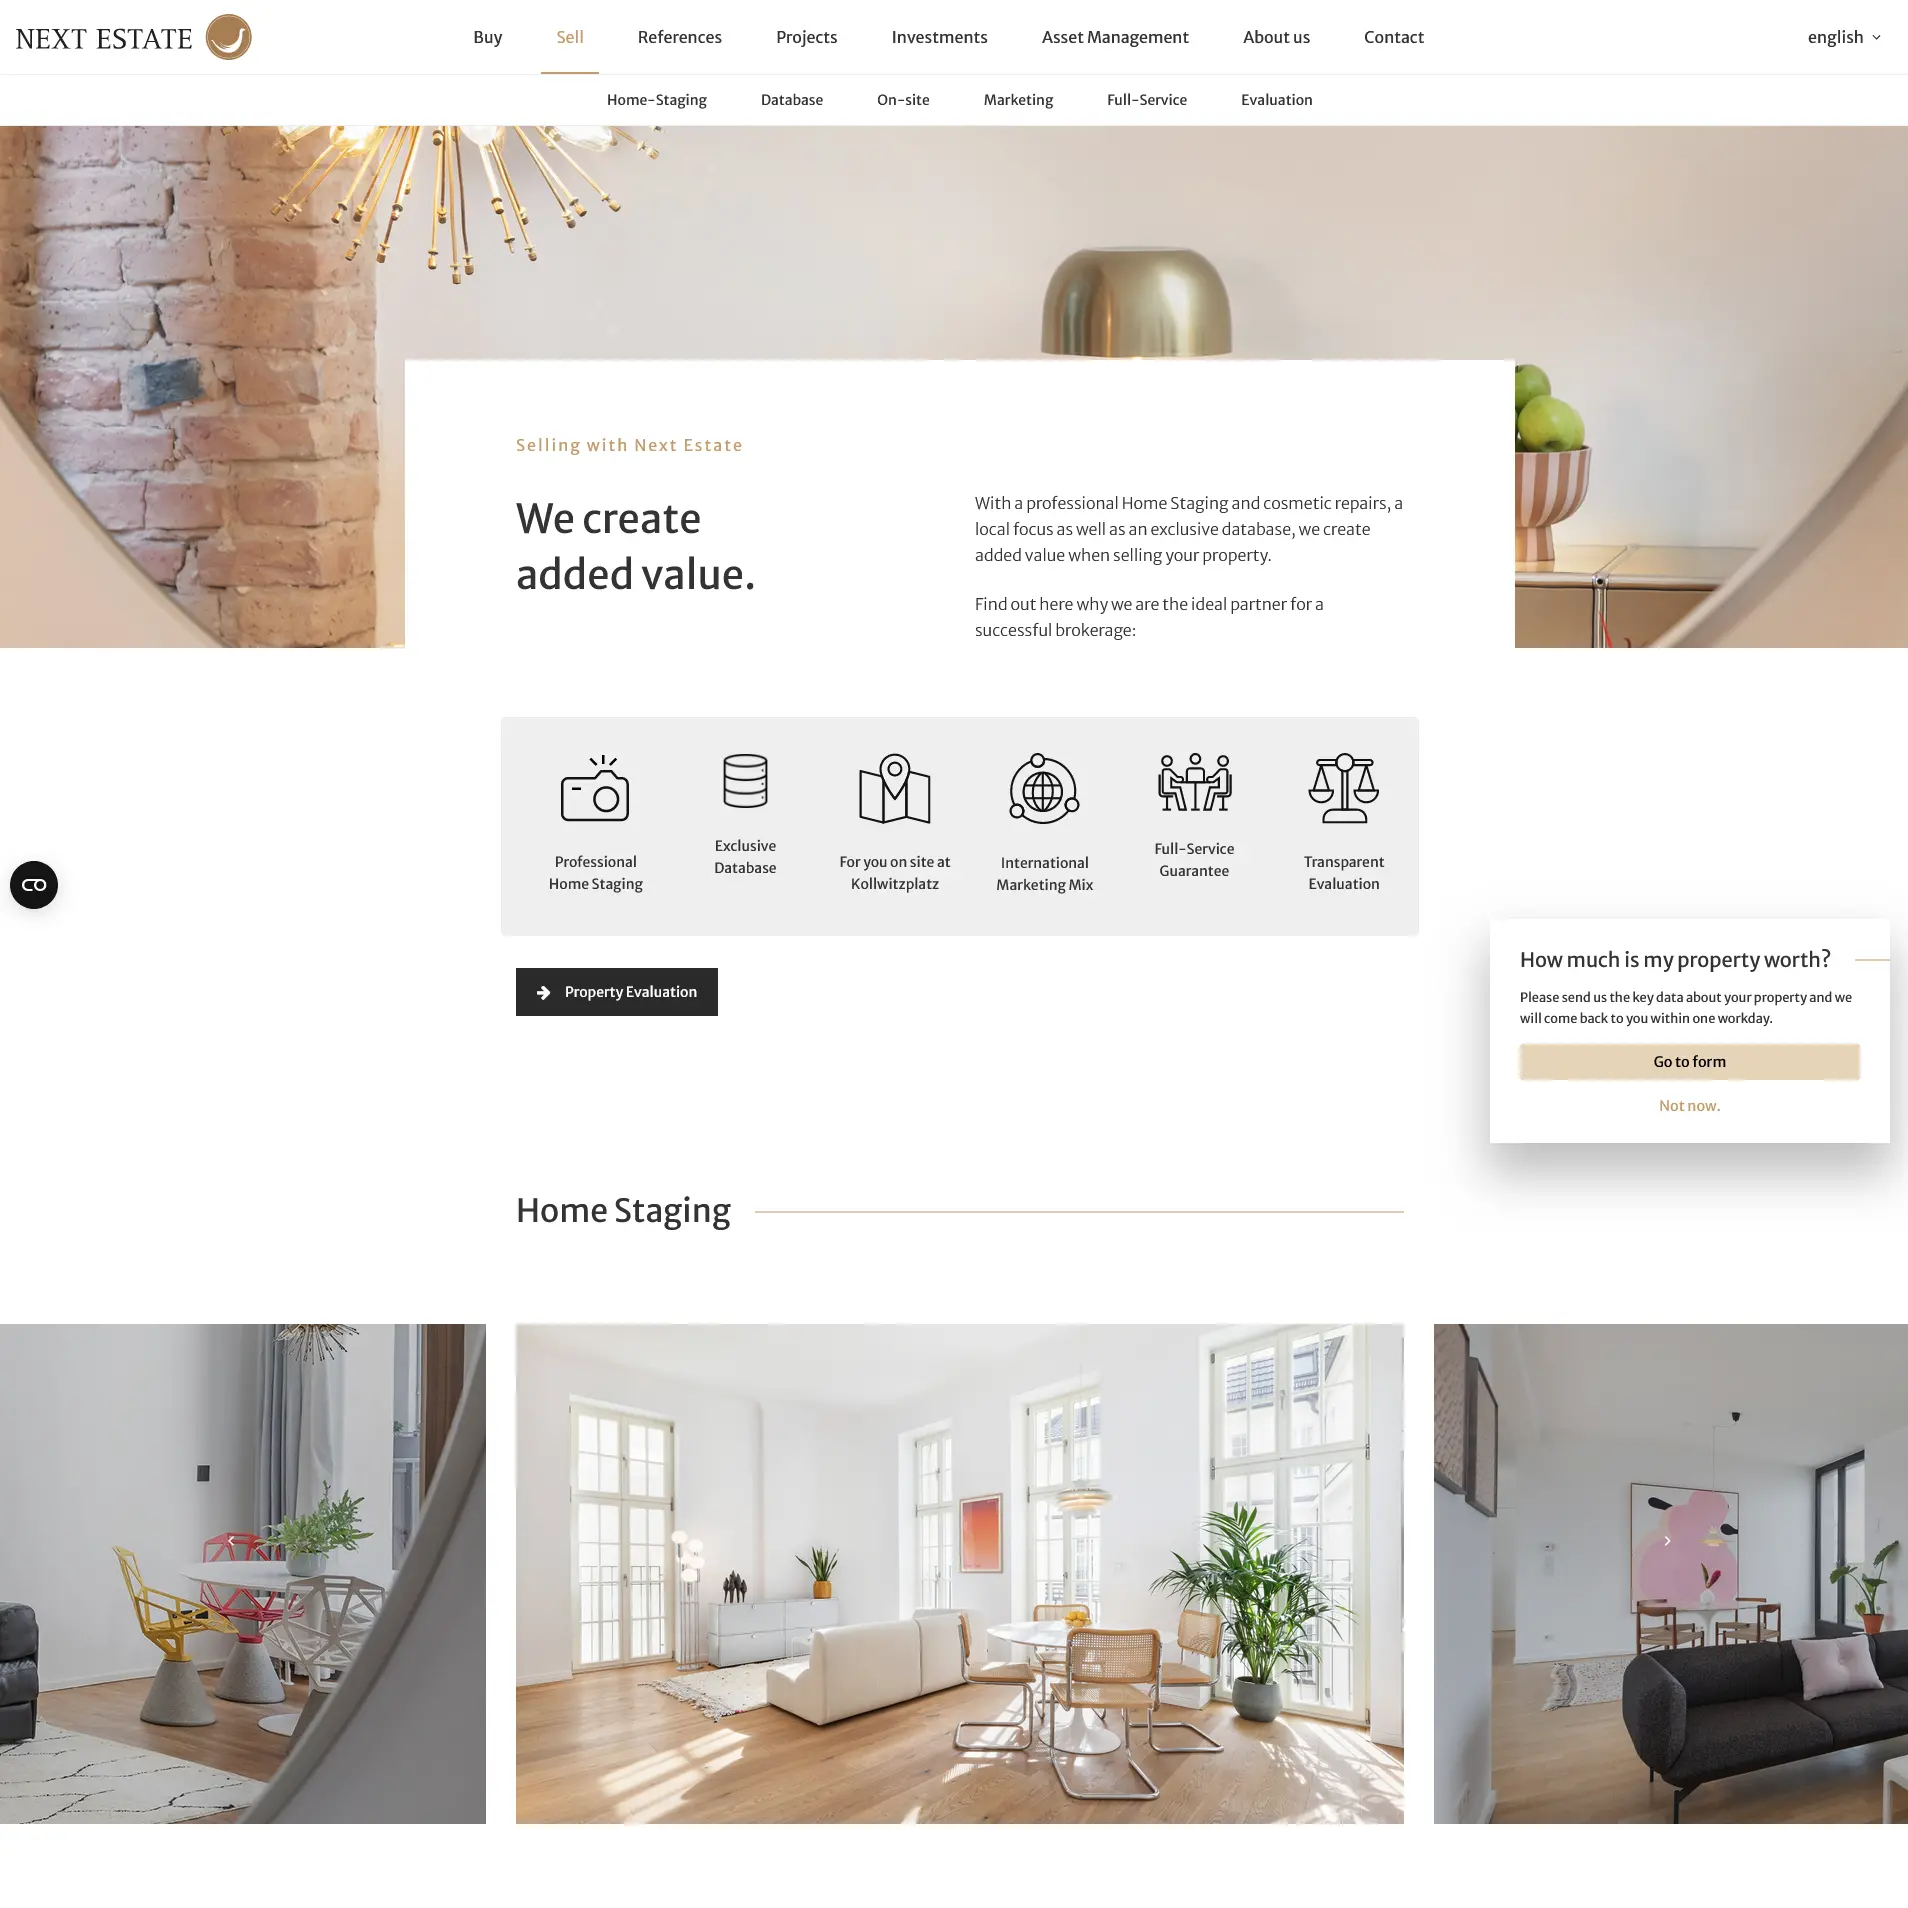 NEXT ESTATE
Buy
Sell
References
Projects
Investments
Asset Management
About us
Contact
english
Home-Staging
Database
On-site
Marketing
Full-Service
Evaluation
Selling with Next Estate
We create
added value.
With a professional Home Staging and cosmetic repairs, a
local focus as well as an exclusive database, we create
added value when selling your property.
Find out here why we are the ideal partner for a
successful brokerage:
Professional
Home Staging
Exclusive
Database
For you on site at
Kollwitzplatz
International
Marketing Mix
Full-Service
Guarantee
Transparent
Evaluation
Property Evaluation
How much is my property worth?
Please send us the key data about your property and we
will come back to you within one workday.
Go to form
Not now.
Home Staging